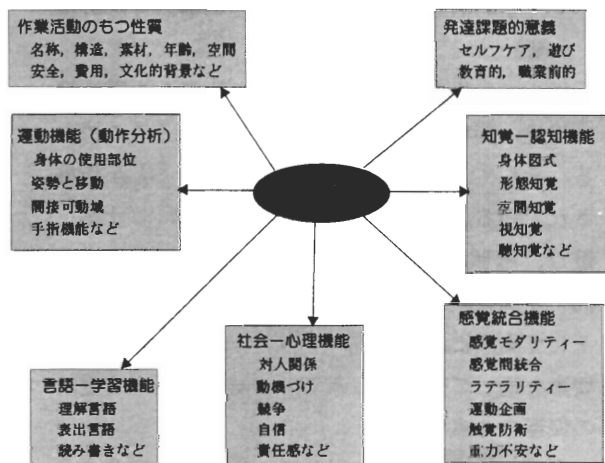 作業活動のもつ性質
名称，構造，素材，年齢，空間
安全，費用，文化的背景など
発達課題的意義
セルフケア，遊び
教育的，職業前的
運動機能（動作分析）
身体の使用部位
姿勢と移動
間接可動域
手指機能など
知覚ー認知機能
身体図式
形態知覚
空間知覚
視知覚
聴知覚など
言語ー学習機能
理解言語
表出言語
読み書きなど
社会ー心理機能
対人関係
動機づけ
競争
自信
責任感など
感覚統合機能
感覚モダリティー
感覚間統合
ラテラリティー
運動企画
触覚防衛
重力不安など